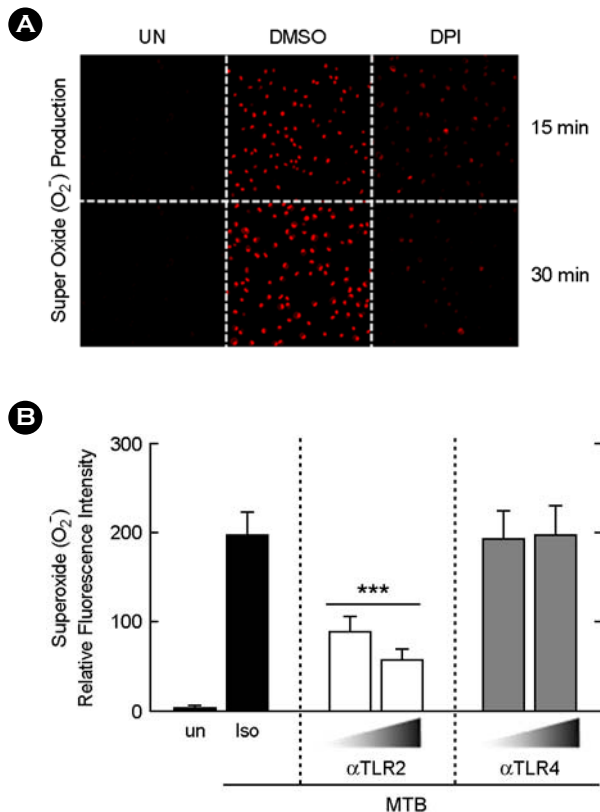 A
UN DMSO DPI
Super Oxide (O₂⁻) Production
15 min
30 min
B
Superoxide (O₂⁻)
Relative Fluorescence Intensity
300
200
100
0
***
un Iso
αTLR2 αTLR4
MTB